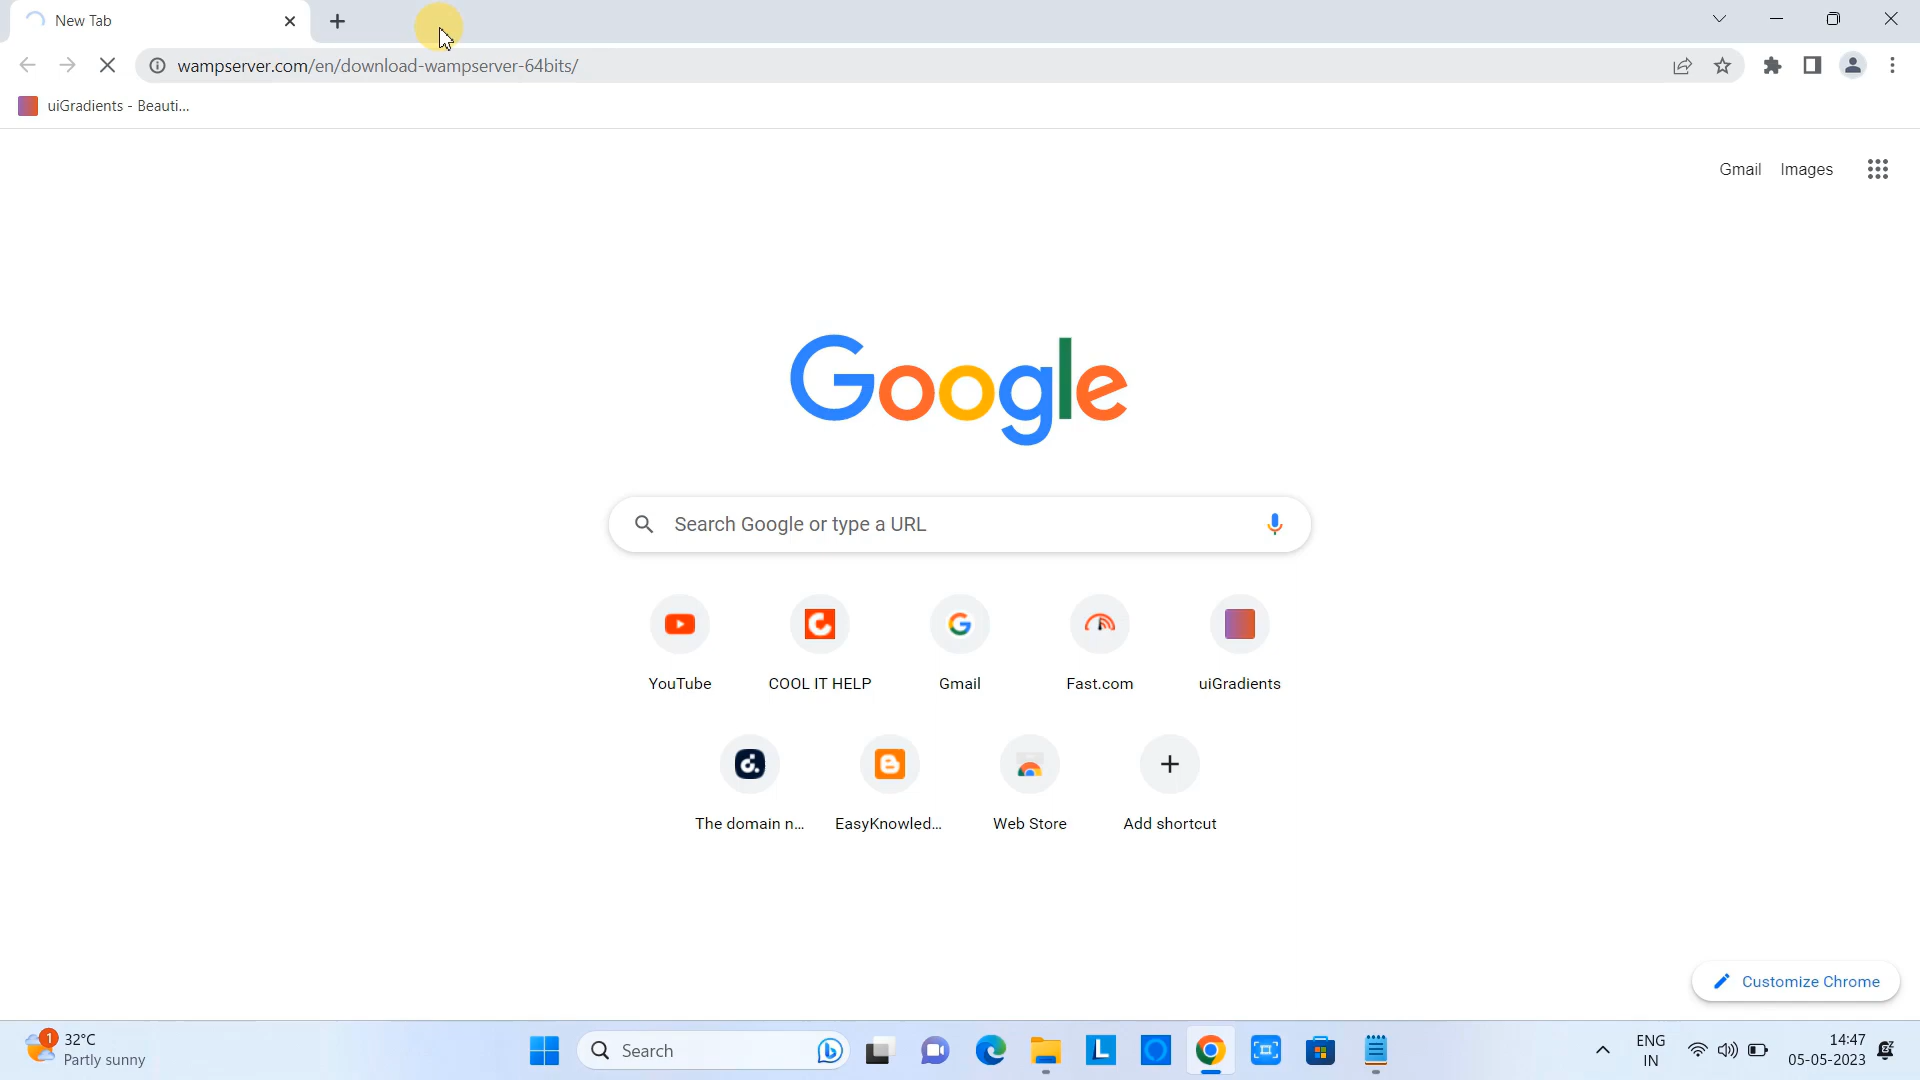 New Tab
wampserver.com/en/download-wampserver-64bits/
uiGradients - Beauti...
Gmail Images
Google
Search Google or type a URL
YouTube COOL IT HELP Gmail Fast.com uiGradients
The domain n... EasyKnowled... Web Store Add shortcut
Customize Chrome
1 32°C
Partly sunny
Search
ENG
IN
14:47
05-05-2023